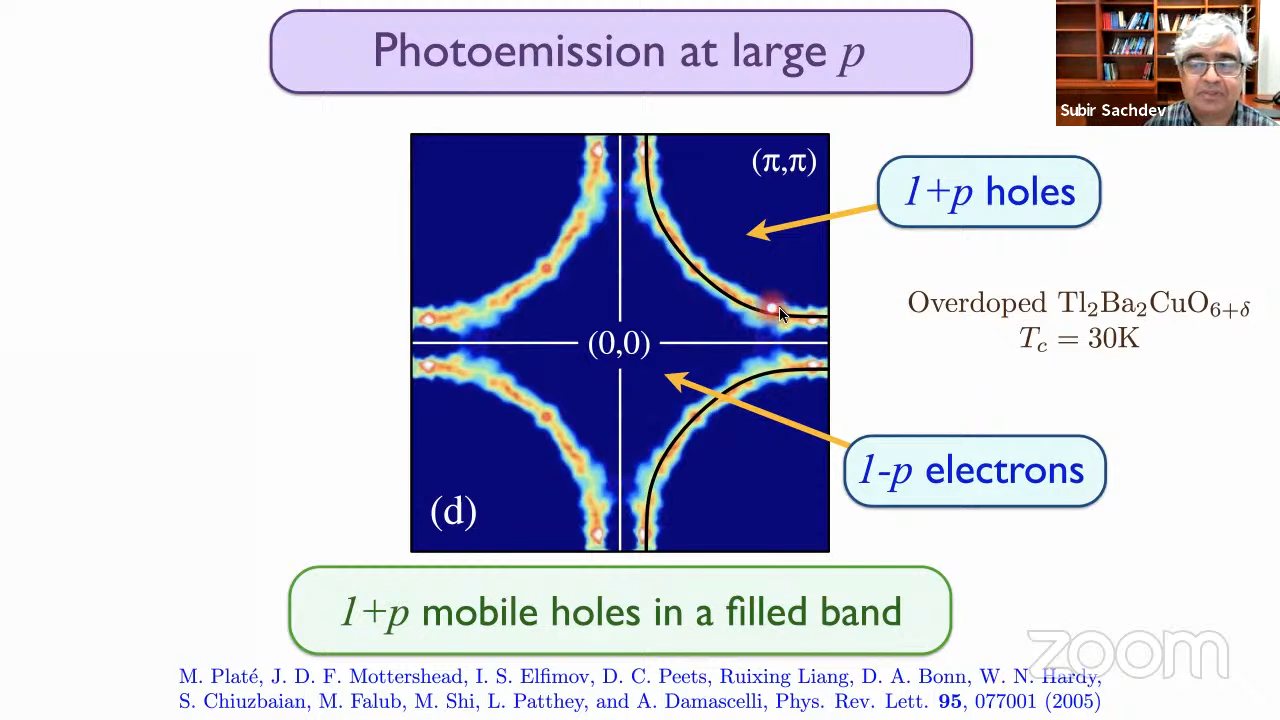 Photoemission at large p
Subir Sachdev
(π,π)
1+p holes
Overdoped Tl₂Ba₂CuO₆₊δ
T_c = 30K
(0,0)
1-p electrons
(d)
1+p mobile holes in a filled band
zoom
M. Platé, J. D. F. Mottershead, I. S. Elfimov, D. C. Peets, Ruixing Liang, D. A. Bonn, W. N. Hardy,
S. Chiuzbaian, M. Falub, M. Shi, L. Patthey, and A. Damascelli, Phys. Rev. Lett. 95, 077001 (2005)